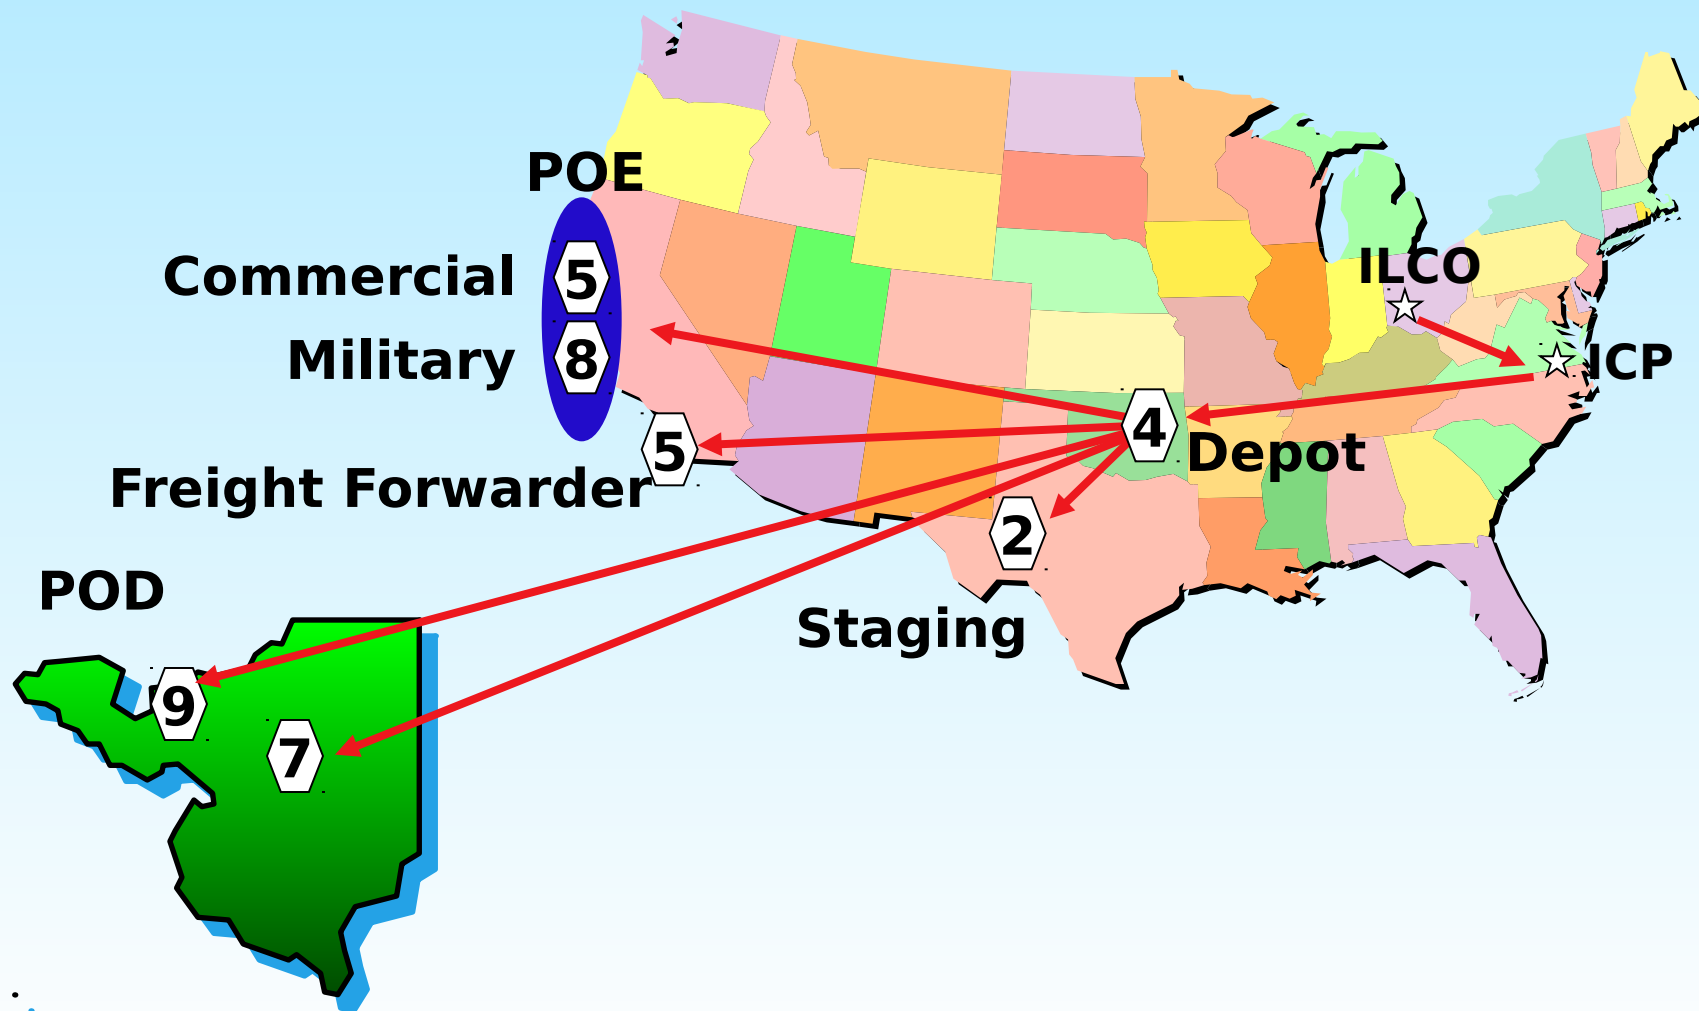 POE
Commercial
5
Military
8
Freight Forwarder
5
ILCO
ICP
4
Depot
2
Staging
POD
9
7